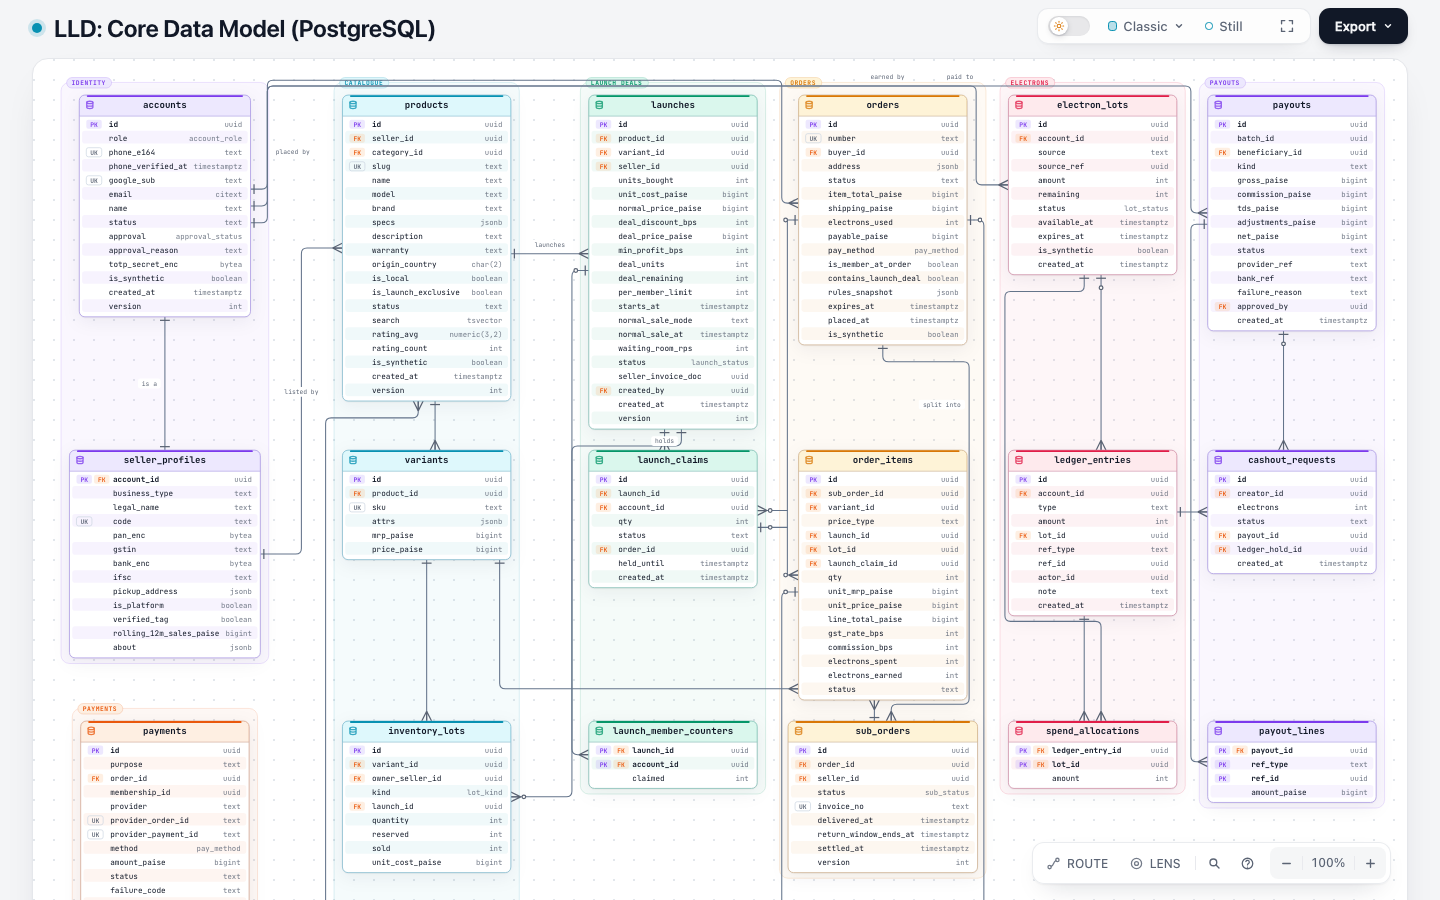 LLD: Core Data Model (PostgreSQL)
Classic
Still
Export
IDENTITY
accounts
PK id uuid
role account_role
UK phone_e164 text
phone_verified_at timestamptz
UK google_sub text
email citext
name text
status text
approval approval_status
approval_reason text
totp_secret_enc bytea
is_synthetic boolean
created_at timestamptz
version int
is a
seller_profiles
PK FK account_id uuid
business_type text
legal_name text
UK code text
pan_enc bytea
gstin text
bank_enc bytea
ifsc text
pickup_address jsonb
is_platform boolean
verified_tag boolean
rolling_12m_sales_paise bigint
about jsonb
PAYMENTS
payments
PK id uuid
purpose text
FK order_id uuid
membership_id uuid
provider text
UK provider_order_id text
UK provider_payment_id text
method pay_method
amount_paise bigint
status text
failure_code text
placed by
listed by
CATALOGUE
products
PK id uuid
FK seller_id uuid
FK category_id uuid
UK slug text
name text
model text
brand text
specs jsonb
description text
warranty text
origin_country char(2)
is_local boolean
is_launch_exclusive boolean
status text
search tsvector
rating_avg numeric(3,2)
rating_count int
is_synthetic boolean
created_at timestamptz
version int
variants
PK id uuid
FK product_id uuid
UK sku text
attrs jsonb
mrp_paise bigint
price_paise bigint
inventory_lots
PK id uuid
FK variant_id uuid
FK owner_seller_id uuid
kind lot_kind
FK launch_id uuid
quantity int
reserved int
sold int
unit_cost_paise bigint
launches
LAUNCH DEALS
launches
PK id uuid
FK product_id uuid
FK variant_id uuid
FK seller_id uuid
units_bought int
unit_cost_paise bigint
normal_price_paise bigint
deal_discount_bps int
deal_price_paise bigint
min_profit_bps int
deal_units int
deal_remaining int
per_member_limit int
starts_at timestamptz
normal_sale_mode text
normal_sale_at timestamptz
waiting_room_rps int
status launch_status
seller_invoice_doc uuid
FK created_by uuid
created_at timestamptz
version int
holds
launch_claims
PK id uuid
FK launch_id uuid
FK account_id uuid
qty int
status text
FK order_id uuid
held_until timestamptz
created_at timestamptz
launch_member_counters
PK FK launch_id uuid
PK FK account_id uuid
claimed int
ORDERS
earned by
paid to
orders
PK id uuid
UK number text
FK buyer_id uuid
address jsonb
status text
item_total_paise bigint
shipping_paise bigint
electrons_used int
payable_paise bigint
pay_method pay_method
is_member_at_order boolean
contains_launch_deal boolean
rules_snapshot jsonb
expires_at timestamptz
placed_at timestamptz
is_synthetic boolean
split into
order_items
PK id uuid
FK sub_order_id uuid
FK variant_id uuid
price_type text
FK launch_id uuid
FK lot_id uuid
FK launch_claim_id uuid
qty int
unit_mrp_paise bigint
unit_price_paise bigint
line_total_paise bigint
gst_rate_bps int
commission_bps int
electrons_spent int
electrons_earned int
status text
sub_orders
PK id uuid
FK order_id uuid
FK seller_id uuid
status sub_status
UK invoice_no text
delivered_at timestamptz
return_window_ends_at timestamptz
settled_at timestamptz
version int
ELECTRONS
electron_lots
PK id uuid
FK account_id uuid
source text
source_ref uuid
amount int
remaining int
status lot_status
available_at timestamptz
expires_at timestamptz
is_synthetic boolean
created_at timestamptz
ledger_entries
PK id uuid
FK account_id uuid
type text
amount int
FK lot_id uuid
ref_type text
ref_id uuid
actor_id uuid
note text
created_at timestamptz
spend_allocations
PK FK ledger_entry_id uuid
PK FK lot_id uuid
amount int
PAYOUTS
payouts
PK id uuid
batch_id uuid
FK beneficiary_id uuid
kind text
gross_paise bigint
commission_paise bigint
tds_paise bigint
adjustments_paise bigint
net_paise bigint
status text
provider_ref text
bank_ref text
failure_reason text
FK approved_by uuid
created_at timestamptz
cashout_requests
PK id uuid
FK creator_id uuid
electrons int
status text
FK payout_id uuid
FK ledger_hold_id uuid
created_at timestamptz
payout_lines
PK FK payout_id uuid
PK ref_type text
PK ref_id uuid
amount_paise bigint
ROUTE
LENS
− 100% +